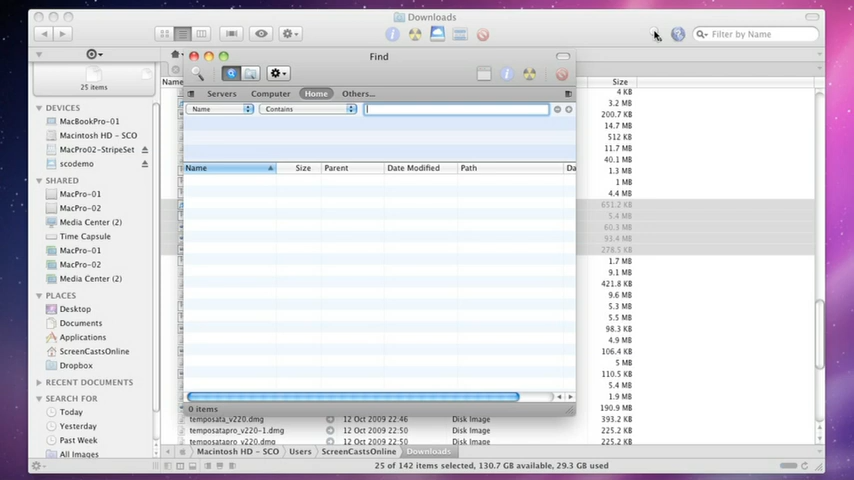 Downloads
Filter by Name
Find
25 items
Servers Computer Home Others...
Name Contains
Name Size Parent Date Modified Path Da
0 items
DEVICES
MacBookPro-01
Macintosh HD - SCO
MacPro02-StripeSet
scodemo
SHARED
MacPro-01
MacPro-02
Media Center (2)
Time Capsule
MacPro-01
MacPro-02
Media Center (2)
PLACES
Desktop
Documents
Applications
ScreenCastsOnline
Dropbox
RECENT DOCUMENTS
SEARCH FOR
Today
Yesterday
Past Week
All Images
Name
Size
4 KB
3.2 MB
200.7 KB
14.7 MB
512 KB
11.7 MB
40.1 MB
1.3 MB
1 MB
4.4 MB
651.2 KB
5.4 MB
60.3 MB
93.4 MB
278.5 KB
1.7 MB
9.1 MB
421.8 KB
9.6 MB
5.3 MB
5.5 MB
98.3 KB
4.9 MB
106.4 KB
5 MB
110.5 KB
5.4 MB
1.9 MB
190.9 MB
temposata_v220.dmg 12 Oct 2009 22:46 Disk Image 393.2 KB
temposatapro_v220-1.dmg 12 Oct 2009 22:50 Disk Image 225.2 KB
temposatapro_v220.dmg 12 Oct 2009 22:50 Disk Image 225.2 KB
Macintosh HD - SCO Users ScreenCastsOnline Downloads
25 of 142 items selected, 130.7 GB available, 29.3 GB used